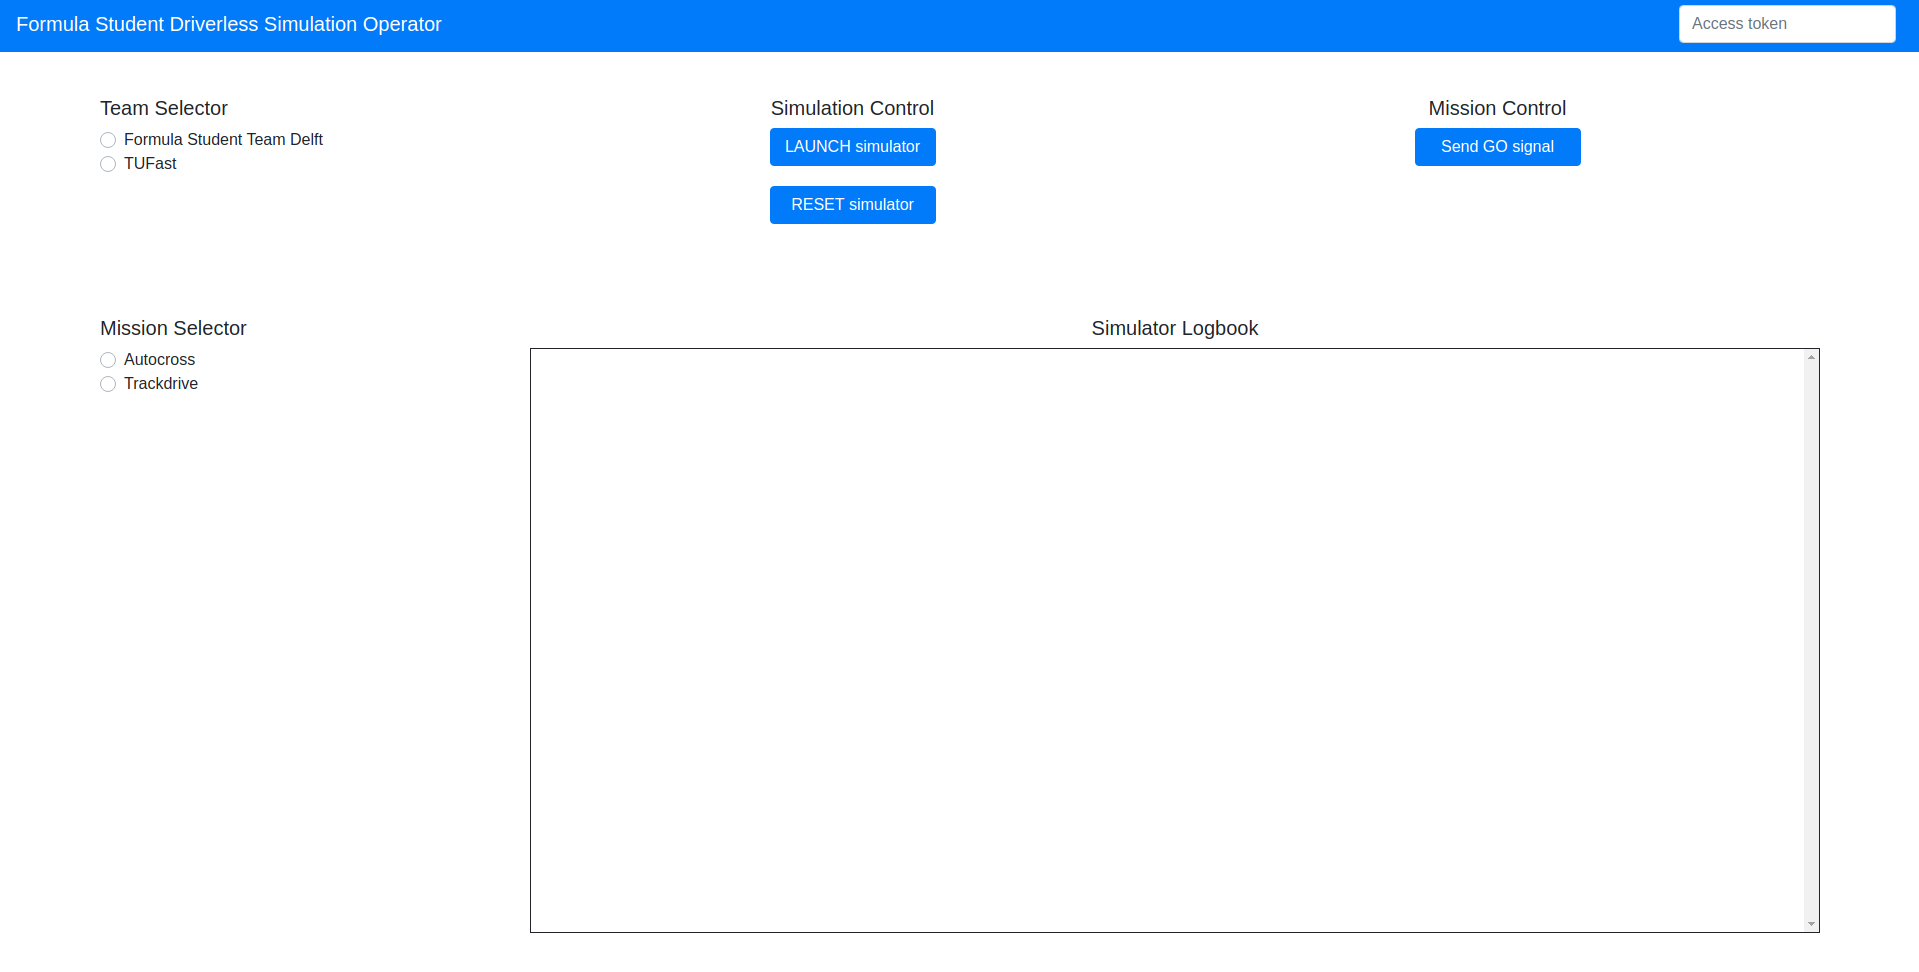 Formula Student Driverless Simulation Operator
Access token
Team Selector
Formula Student Team Delft
TUFast
Simulation Control
LAUNCH simulator
RESET simulator
Mission Control
Send GO signal
Mission Selector
Autocross
Trackdrive
Simulator Logbook